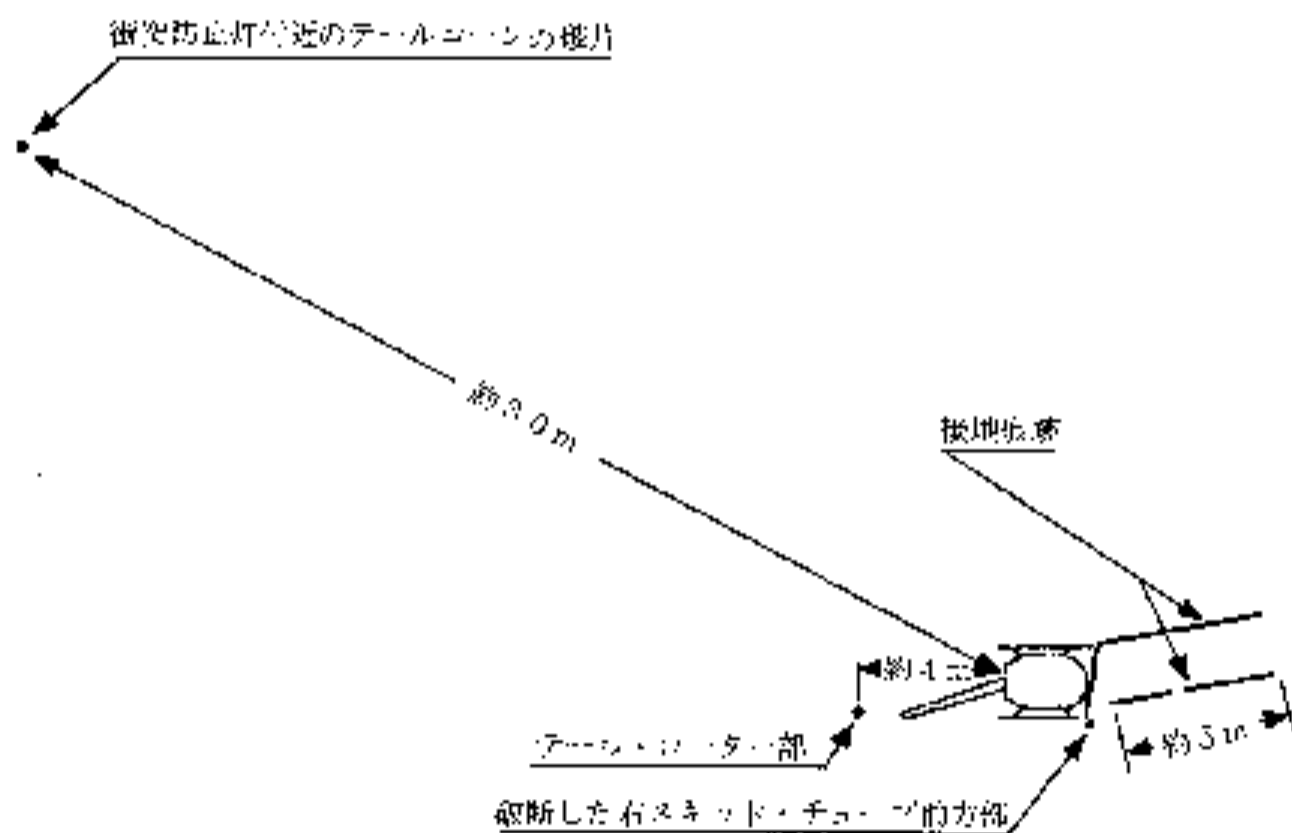 衝突防止灯付近のテールコーンの破片
約30m
接地痕跡
約4m
テール・ローター部
約5m
破断した右スキッド・チューブ前方部